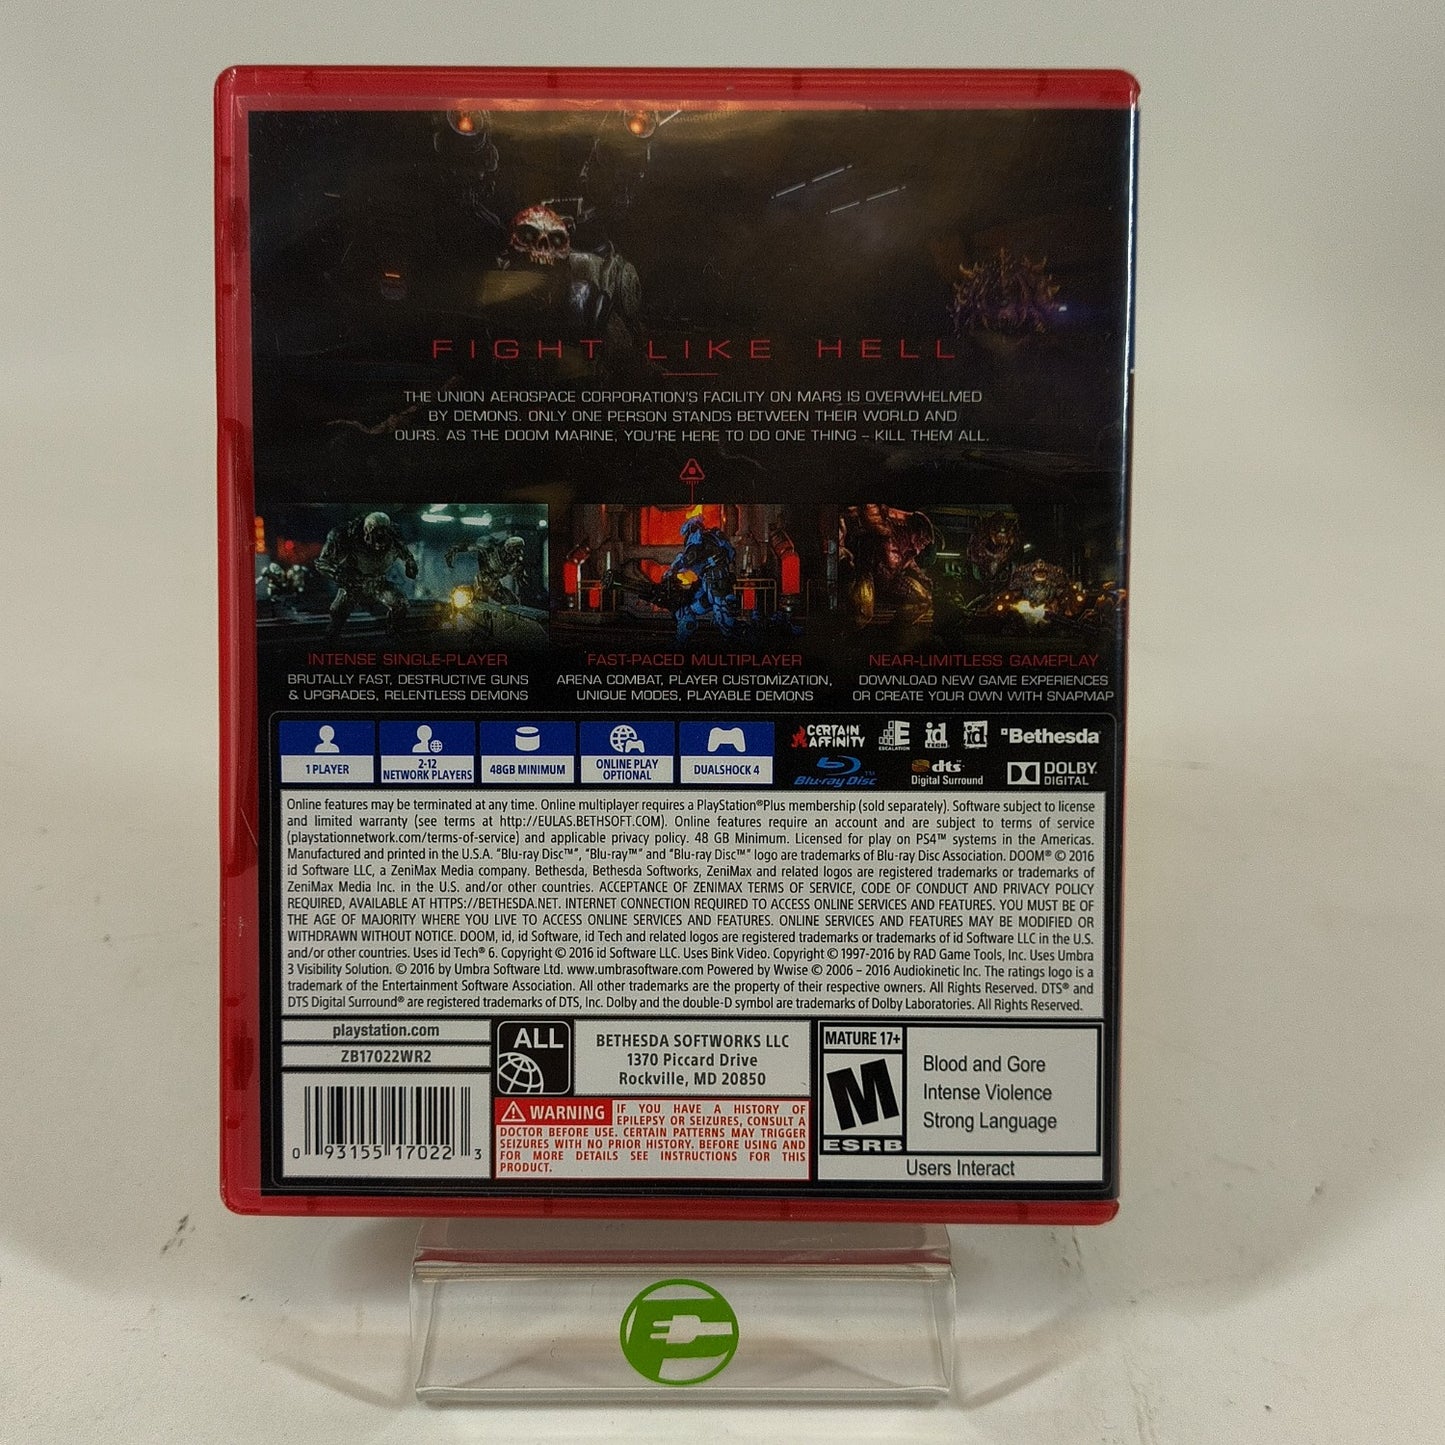 FIGHT LIKE HELL
THE UNION AEROSPACE CORPORATION'S FACILITY ON MARS IS OVERWHELMED
BY DEMONS. ONLY ONE PERSON STANDS BETWEEN THEIR WORLD AND
OURS. AS THE DOOM MARINE, YOU'RE HERE TO DO ONE THING – KILL THEM ALL.
INTENSE SINGLE-PLAYER
BRUTALLY FAST, DESTRUCTIVE GUNS
& UPGRADES, RELENTLESS DEMONS
FAST-PACED MULTIPLAYER
ARENA COMBAT, PLAYER CUSTOMIZATION,
UNIQUE MODES, PLAYABLE DEMONS
NEAR-LIMITLESS GAMEPLAY
DOWNLOAD NEW GAME EXPERIENCES
OR CREATE YOUR OWN WITH SNAPMAP
1 PLAYER
2-12
NETWORK PLAYERS
48GB MINIMUM
ONLINE PLAY
OPTIONAL
DUALSHOCK 4
CERTAIN
AFFINITY
E
ESCALATION
id
TECH
id
Bethesda
Blu-ray Disc™
dts
Digital Surround
DOLBY
DIGITAL
Online features may be terminated at any time. Online multiplayer requires a PlayStation®Plus membership (sold separately). Software subject to license
and limited warranty (see terms at http://EULAS.BETHSOFT.COM). Online features require an account and are subject to terms of service
(playstationnetwork.com/terms-of-service) and applicable privacy policy. 48 GB Minimum. Licensed for play on PS4™ systems in the Americas.
Manufactured and printed in the U.S.A. "Blu-ray Disc™", "Blu-ray™" and "Blu-ray Disc™" logo are trademarks of Blu-ray Disc Association. DOOM® © 2016
id Software LLC, a ZeniMax Media company. Bethesda, Bethesda Softworks, ZeniMax and related logos are registered trademarks or trademarks of
ZeniMax Media Inc. in the U.S. and/or other countries. ACCEPTANCE OF ZENIMAX TERMS OF SERVICE, CODE OF CONDUCT AND PRIVACY POLICY
REQUIRED, AVAILABLE AT HTTPS://BETHESDA.NET. INTERNET CONNECTION REQUIRED TO ACCESS ONLINE SERVICES AND FEATURES. YOU MUST BE OF
THE AGE OF MAJORITY WHERE YOU LIVE TO ACCESS ONLINE SERVICES AND FEATURES. ONLINE SERVICES AND FEATURES MAY BE MODIFIED OR
WITHDRAWN WITHOUT NOTICE. DOOM, id, id Software, id Tech and related logos are registered trademarks or trademarks of id Software LLC in the U.S.
and/or other countries. Uses id Tech® 6. Copyright © 2016 id Software LLC. Uses Bink Video. Copyright © 1997-2016 by RAD Game Tools, Inc. Uses Umbra
3 Visibility Solution. © 2016 by Umbra Software Ltd. www.umbrasoftware.com Powered by Wwise © 2006 – 2016 Audiokinetic Inc. The ratings logo is a
trademark of the Entertainment Software Association. All other trademarks are the property of their respective owners. All Rights Reserved. DTS® and
DTS Digital Surround® are registered trademarks of DTS, Inc. Dolby and the double-D symbol are trademarks of Dolby Laboratories. All Rights Reserved.
playstation.com
ZB17022WR2
0 93155 17022 3
ALL
BETHESDA SOFTWORKS LLC
1370 Piccard Drive
Rockville, MD 20850
WARNING IF YOU HAVE A HISTORY OF
EPILEPSY OR SEIZURES, CONSULT A
DOCTOR BEFORE USE. CERTAIN PATTERNS MAY TRIGGER
SEIZURES WITH NO PRIOR HISTORY. BEFORE USING AND
FOR MORE DETAILS SEE INSTRUCTIONS FOR THIS
PRODUCT.
MATURE 17+
M
ESRB
Blood and Gore
Intense Violence
Strong Language
Users Interact